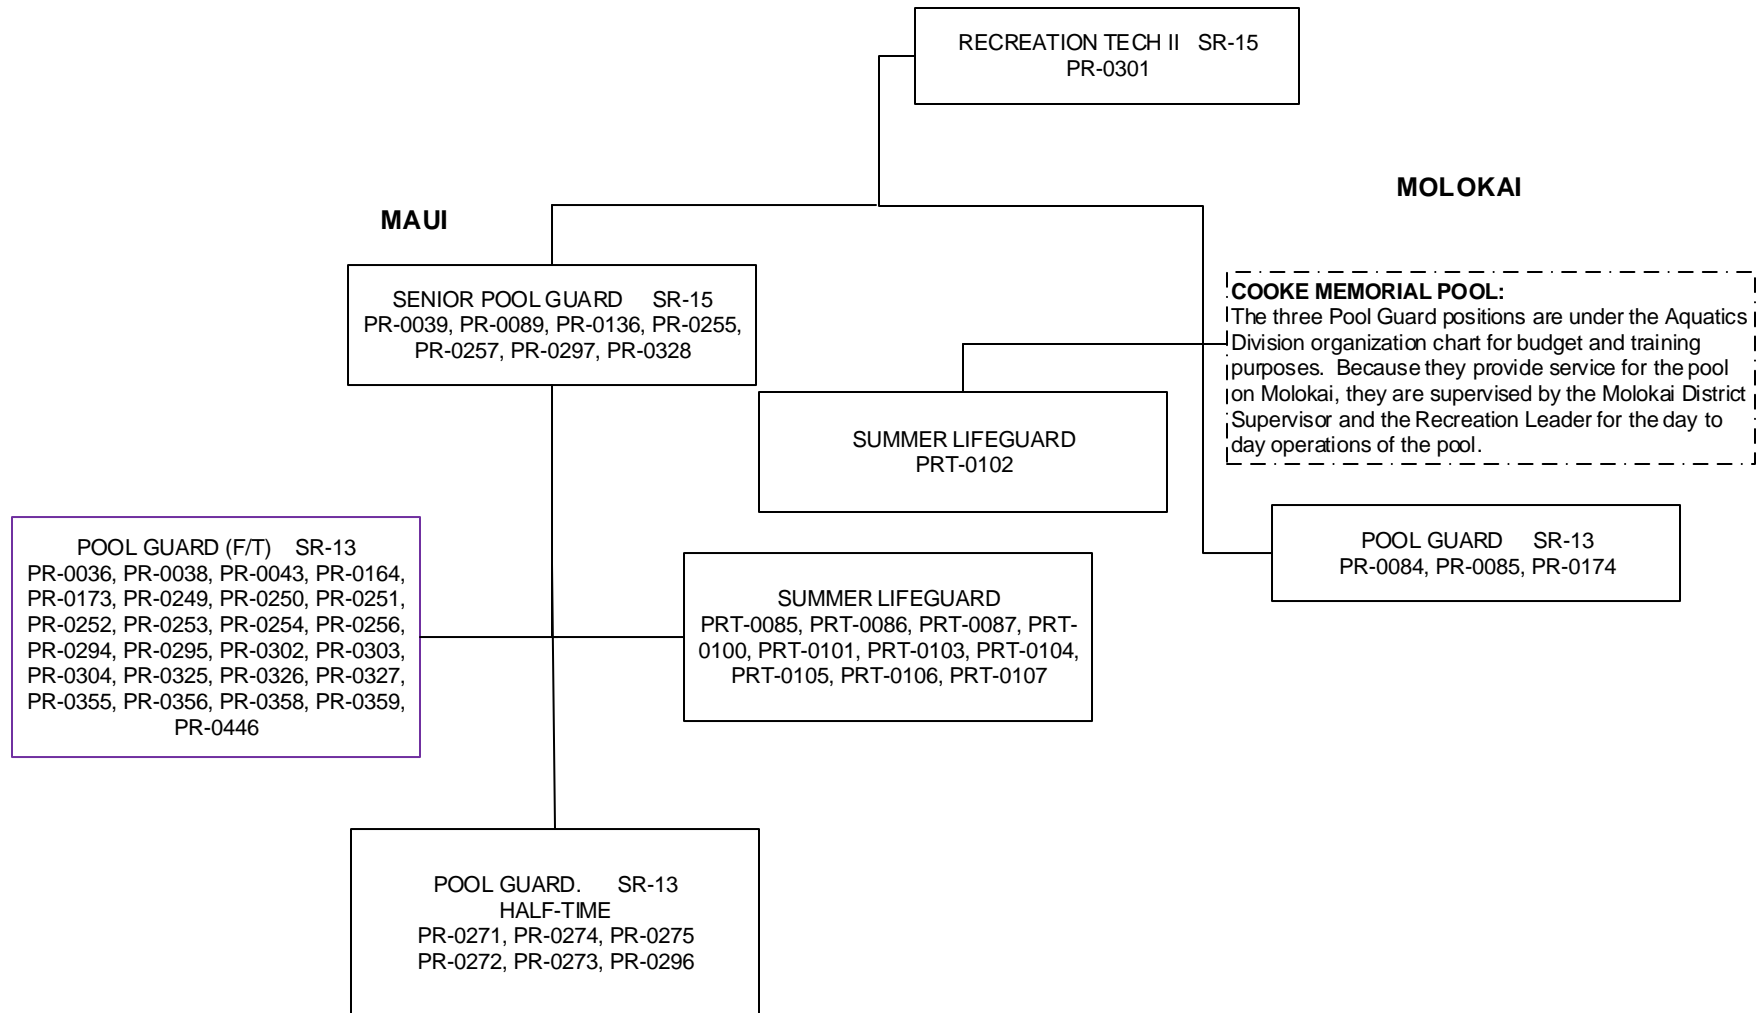 RECREATION TECH II SR-15
PR-0301
MOLOKAI
MAUI
SENIOR POOL GUARD SR-15
PR-0039, PR-0089, PR-0136, PR-0255,
PR-0257, PR-0297, PR-0328
COOKE MEMORIAL POOL:
The three Pool Guard positions are under the Aquatics
Division organization chart for budget and training
purposes. Because they provide service for the pool
on Molokai, they are supervised by the Molokai District
Supervisor and the Recreation Leader for the day to
day operations of the pool.
SUMMER LIFEGUARD
PRT-0102
POOL GUARD SR-13
PR-0084, PR-0085, PR-0174
POOL GUARD (F/T) SR-13
PR-0036, PR-0038, PR-0043, PR-0164,
PR-0173, PR-0249, PR-0250, PR-0251,
PR-0252, PR-0253, PR-0254, PR-0256,
PR-0294, PR-0295, PR-0302, PR-0303,
PR-0304, PR-0325, PR-0326, PR-0327,
PR-0355, PR-0356, PR-0358, PR-0359,
PR-0446
SUMMER LIFEGUARD
PRT-0085, PRT-0086, PRT-0087, PRT-
0100, PRT-0101, PRT-0103, PRT-0104,
PRT-0105, PRT-0106, PRT-0107
POOL GUARD. SR-13
HALF-TIME
PR-0271, PR-0274, PR-0275
PR-0272, PR-0273, PR-0296